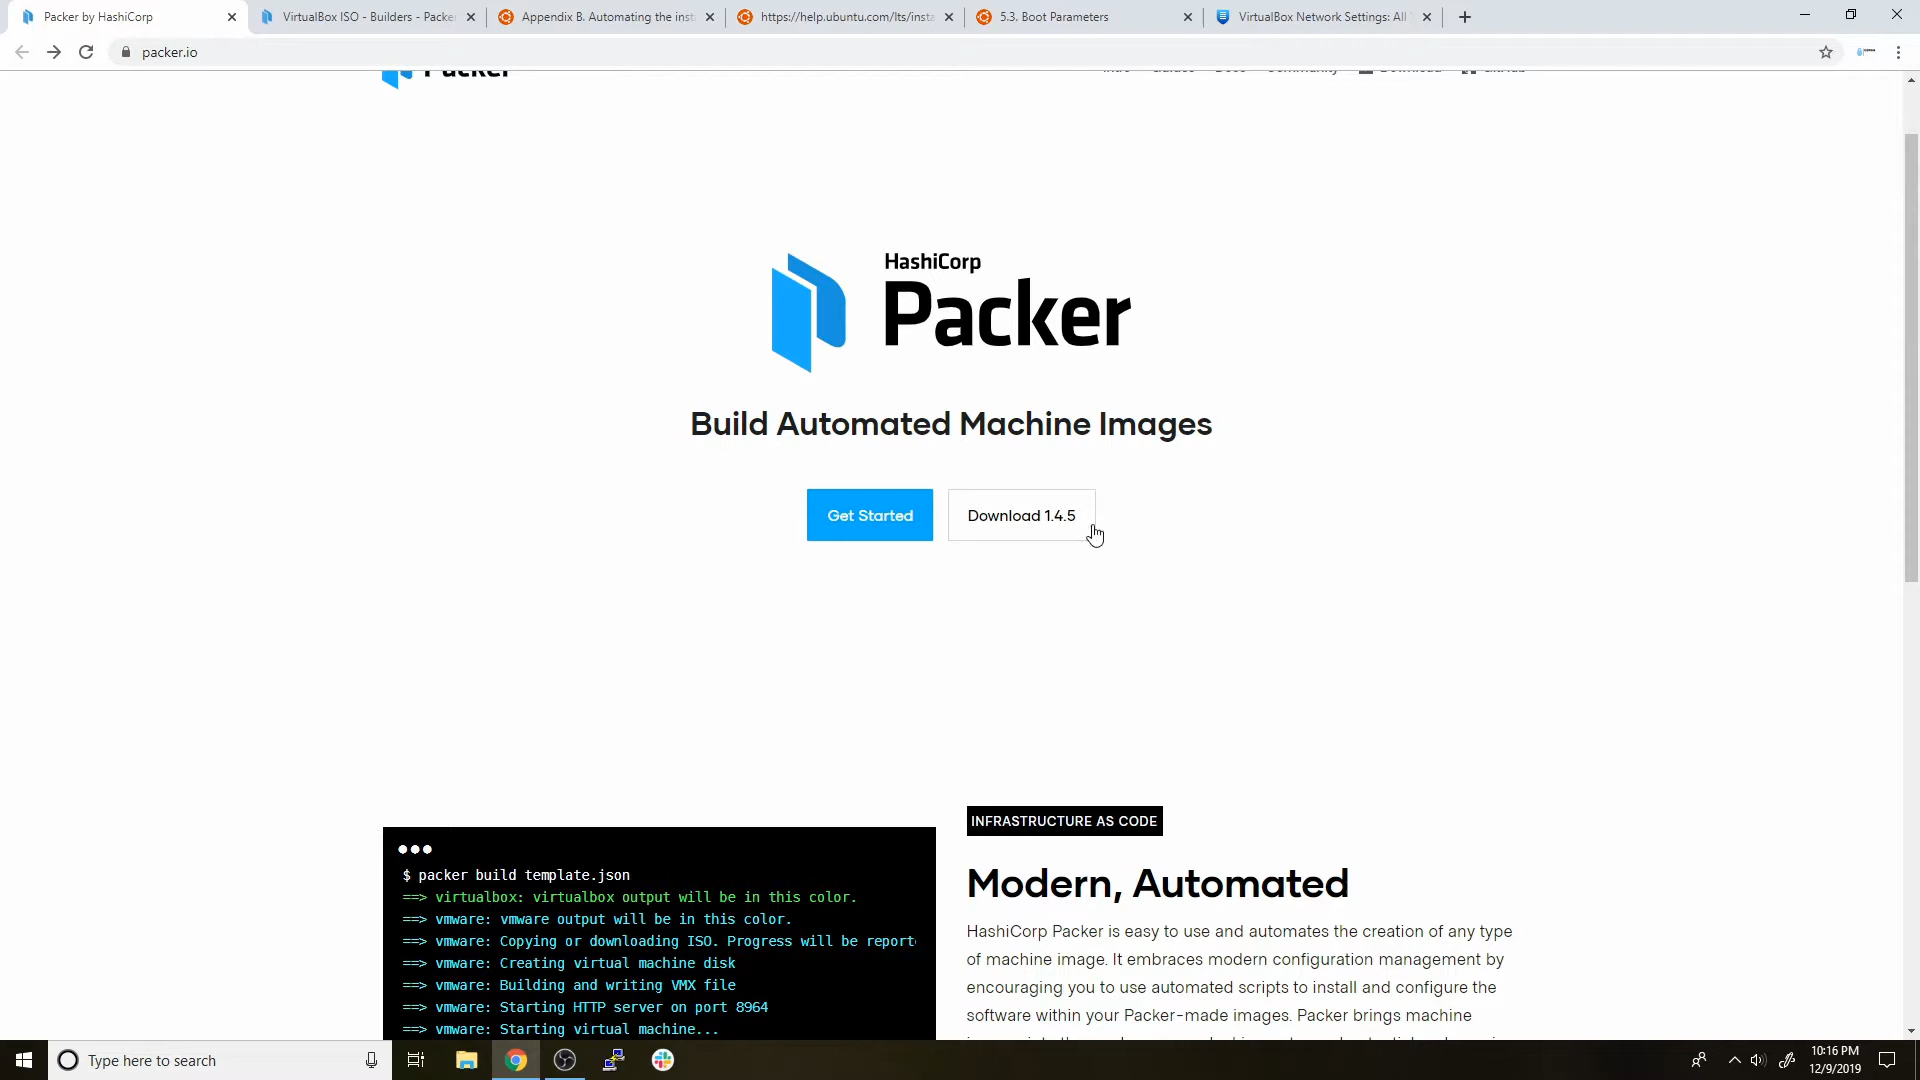 Packer by HashiCorp
VirtualBox ISO - Builders - Packer
Appendix B. Automating the inst
https://help.ubuntu.com/lts/insta
5.3. Boot Parameters
VirtualBox Network Settings: All
packer.io
Packer
Intro Guides Docs Community Download GitHub
HashiCorp
Packer
Build Automated Machine Images
Get Started
Download 1.4.5
$ packer build template.json
==> virtualbox: virtualbox output will be in this color.
==> vmware: vmware output will be in this color.
==> vmware: Copying or downloading ISO. Progress will be report
==> vmware: Creating virtual machine disk
==> vmware: Building and writing VMX file
==> vmware: Starting HTTP server on port 8964
==> vmware: Starting virtual machine...
INFRASTRUCTURE AS CODE
Modern, Automated
HashiCorp Packer is easy to use and automates the creation of any type
of machine image. It embraces modern configuration management by
encouraging you to use automated scripts to install and configure the
software within your Packer-made images. Packer brings machine
Type here to search
10:16 PM
12/9/2019